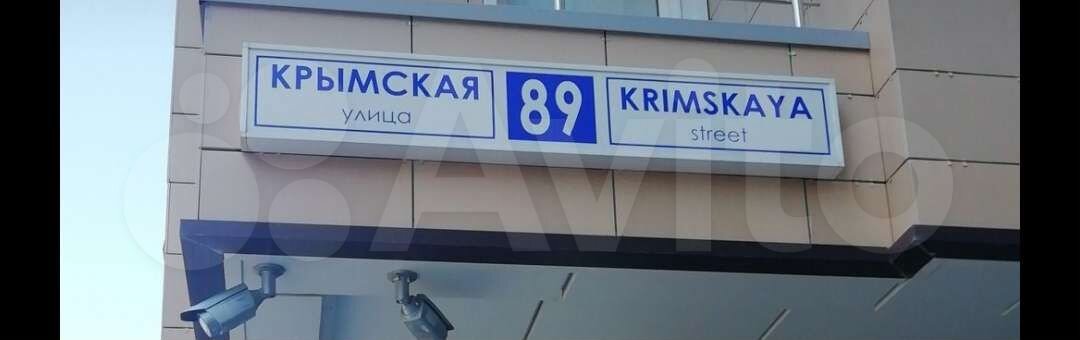 КРЫМСКАЯ
улица
89
KRIMSKAYA
street
Avito